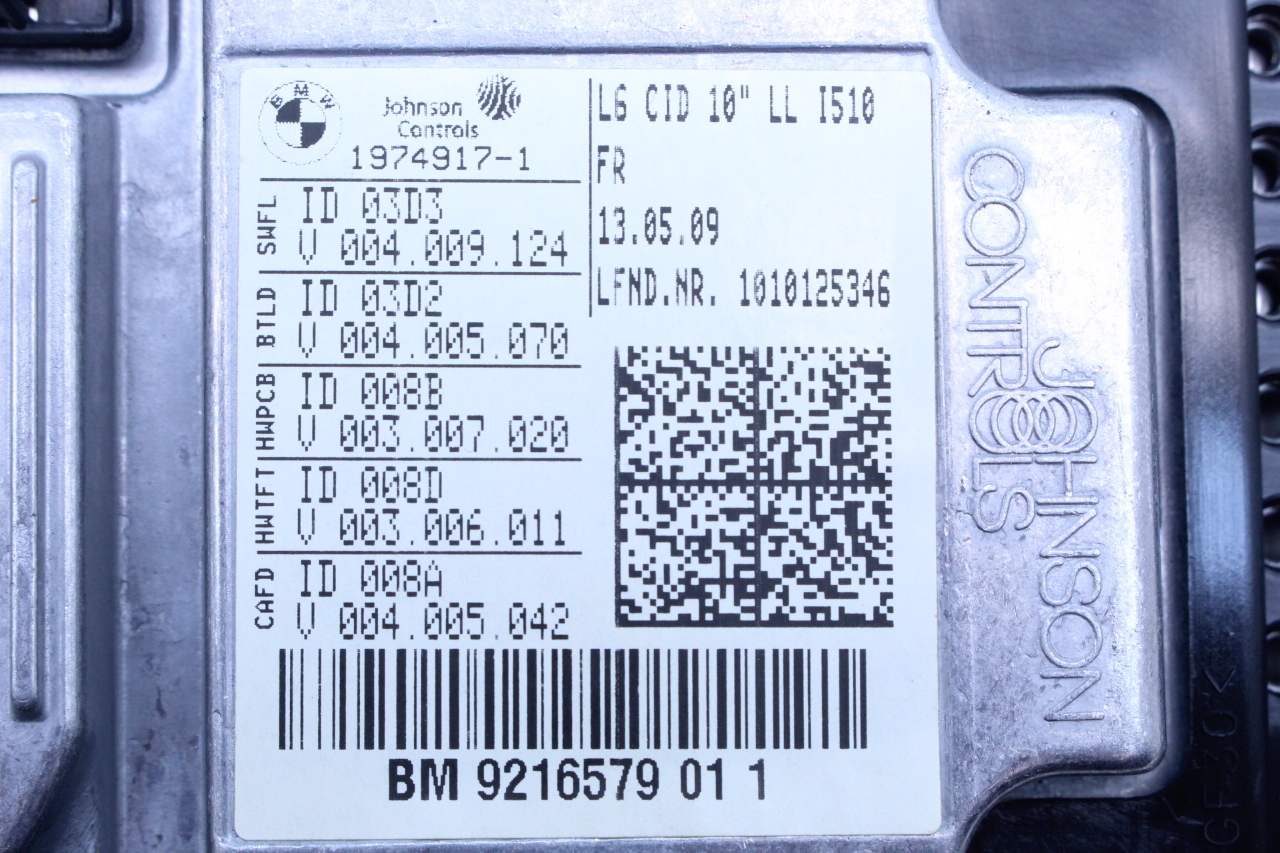 BMW
Johnson
Controls
1974917-1
L6 CID 10" LL I510
FR
13.05.09
LFND.NR. 1010125346
SWFL
ID 03D3
V 004.009.124
BTLD
ID 03D2
V 004.005.070
HWPCB
ID 008B
V 003.007.020
HWTFT
ID 008D
V 003.006.011
CAFD
ID 008A
V 004.005.042
BM 9216579 01 1
JOHNSON
CONTROLS
GF30<